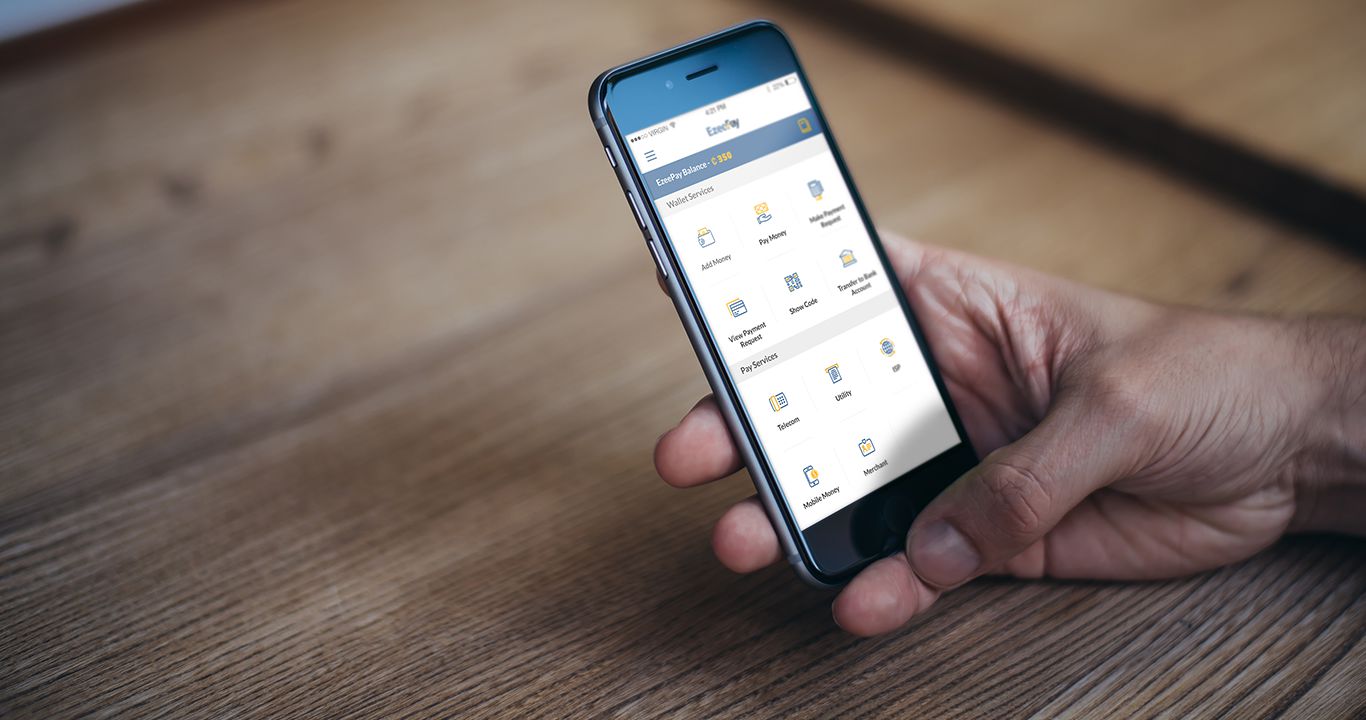 VIRGIN 4:21 PM 22%
EzeePay
EzeePay Balance - ₵ 350
Wallet Services
Add Money
Pay Money
Make Payment
Request
View Payment
Request
Show Code
Transfer to Bank
Account
Pay Services
Telecom
Utility
ISP
Mobile Money
Merchant